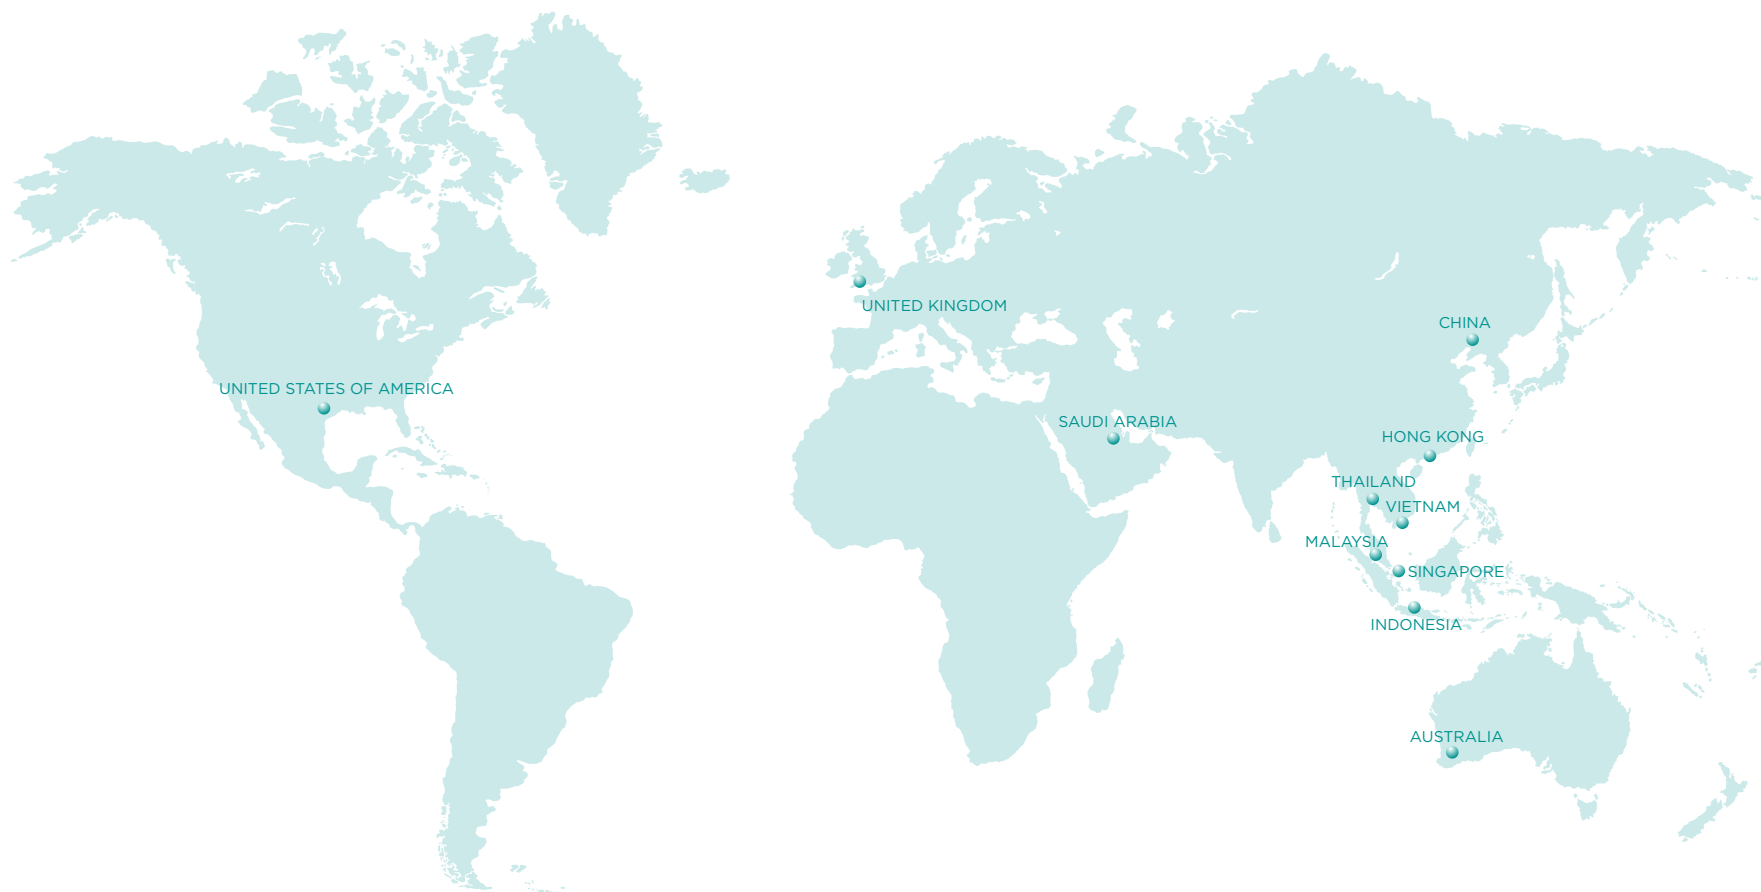 UNITED KINGDOM
CHINA
UNITED STATES OF AMERICA
SAUDI ARABIA
HONG KONG
THAILAND
VIETNAM
MALAYSIA
SINGAPORE
INDONESIA
AUSTRALIA